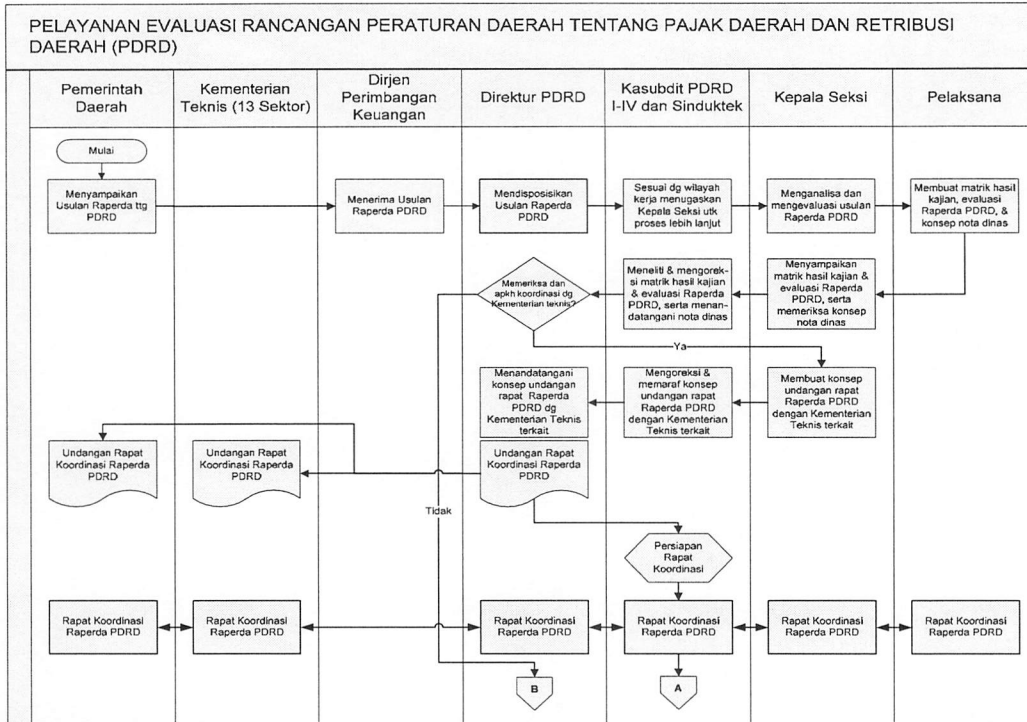 PELAYANAN EVALUASI RANCANGAN PERATURAN DAERAH TENTANG PAJAK DAERAH DAN RETRIBUSI
DAERAH (PDRD)
Pemerintah
Daerah
Kementerian
Teknis (13 Sektor)
Dirjen
Perimbangan
Keuangan
Direktur PDRD
Kasubdit PDRD
I-IV dan Sinduktek
Kepala Seksi
Pelaksana
Mulai
Menyampaikan
Usulan Raperda ttg
PDRD
Menerima Usulan
Raperda PDRD
Mendisposisikan
Usulan Raperda
PDRD
Sesuai dg wilayah
kerja menugaskan
Kepala Seksi utk
proses lebih lanjut
Menganalisa dan
mengevaluasi usulan
Raperda PDRD
Membuat matrik hasil
kajian, evaluasi
Raperda PDRD, &
konsep nota dinas
Memeriksa dan
apkh koordinasi dg
Kementerian teknis?
Meneliti & mengorek-
si matrik hasil kajian
& evaluasi Raperda
PDRD, serta menan-
datangani nota dinas
Menyampaikan
matrik hasil kajian &
evaluasi Raperda
PDRD, serta
memeriksa konsep
nota dinas
Ya
Menandatangani
konsep undangan
rapat Raperda
PDRD dg
Kementerian Teknis
terkait
Mengoreksi &
memaraf konsep
undangan rapat
Raperda PDRD
dengan Kementerian
Teknis terkait
Membuat konsep
undangan rapat
Raperda PDRD
dengan Kementerian
Teknis terkait
Undangan Rapat
Koordinasi Raperda
PDRD
Undangan Rapat
Koordinasi Raperda
PDRD
Undangan Rapat
Koordinasi Raperda
PDRD
Tidak
Persiapan
Rapat
Koordinasi
Rapat Koordinasi
Raperda PDRD
Rapat Koordinasi
Raperda PDRD
Rapat Koordinasi
Raperda PDRD
Rapat Koordinasi
Raperda PDRD
Rapat Koordinasi
Raperda PDRD
Rapat Koordinasi
Raperda PDRD
B
A